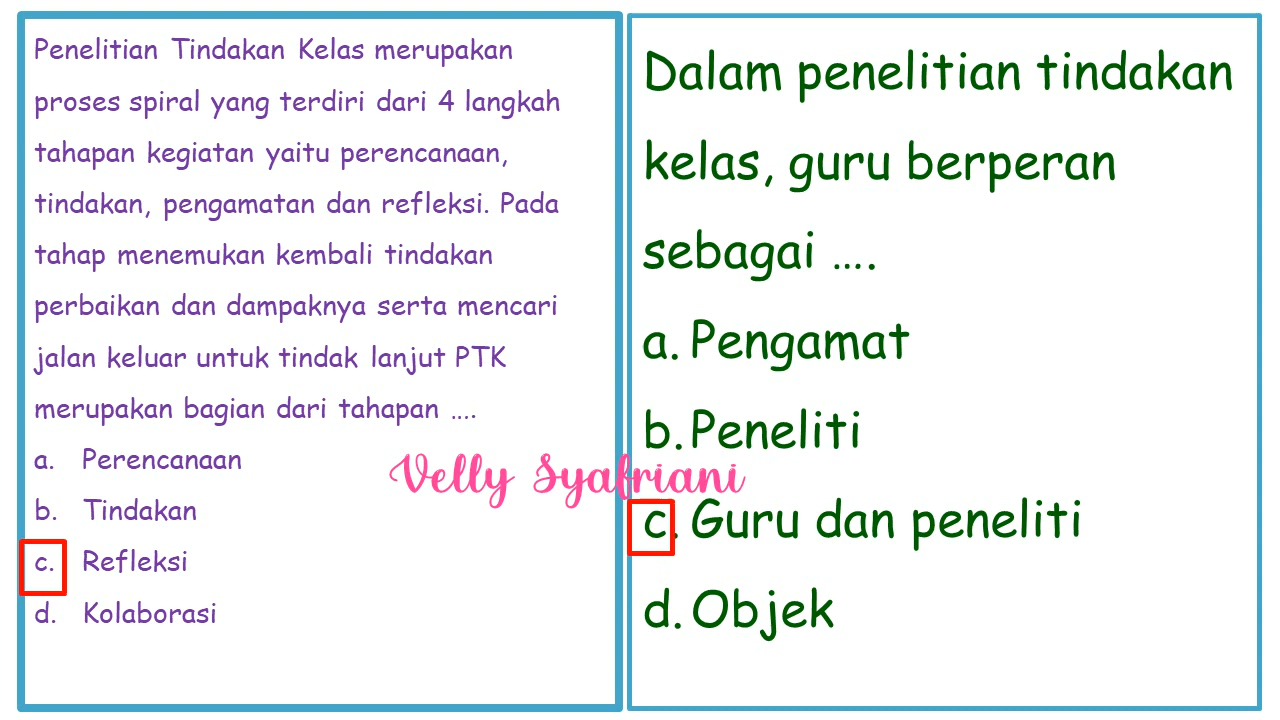 Penelitian Tindakan Kelas merupakan
proses spiral yang terdiri dari 4 langkah
tahapan kegiatan yaitu perencanaan,
tindakan, pengamatan dan refleksi. Pada
tahap menemukan kembali tindakan
perbaikan dan dampaknya serta mencari
jalan keluar untuk tindak lanjut PTK
merupakan bagian dari tahapan ....
a. Perencanaan
b. Tindakan
c. Refleksi
d. Kolaborasi
Dalam penelitian tindakan
kelas, guru berperan
sebagai ....
a. Pengamat
b. Peneliti
c. Guru dan peneliti
d. Objek
Velly Syafriani